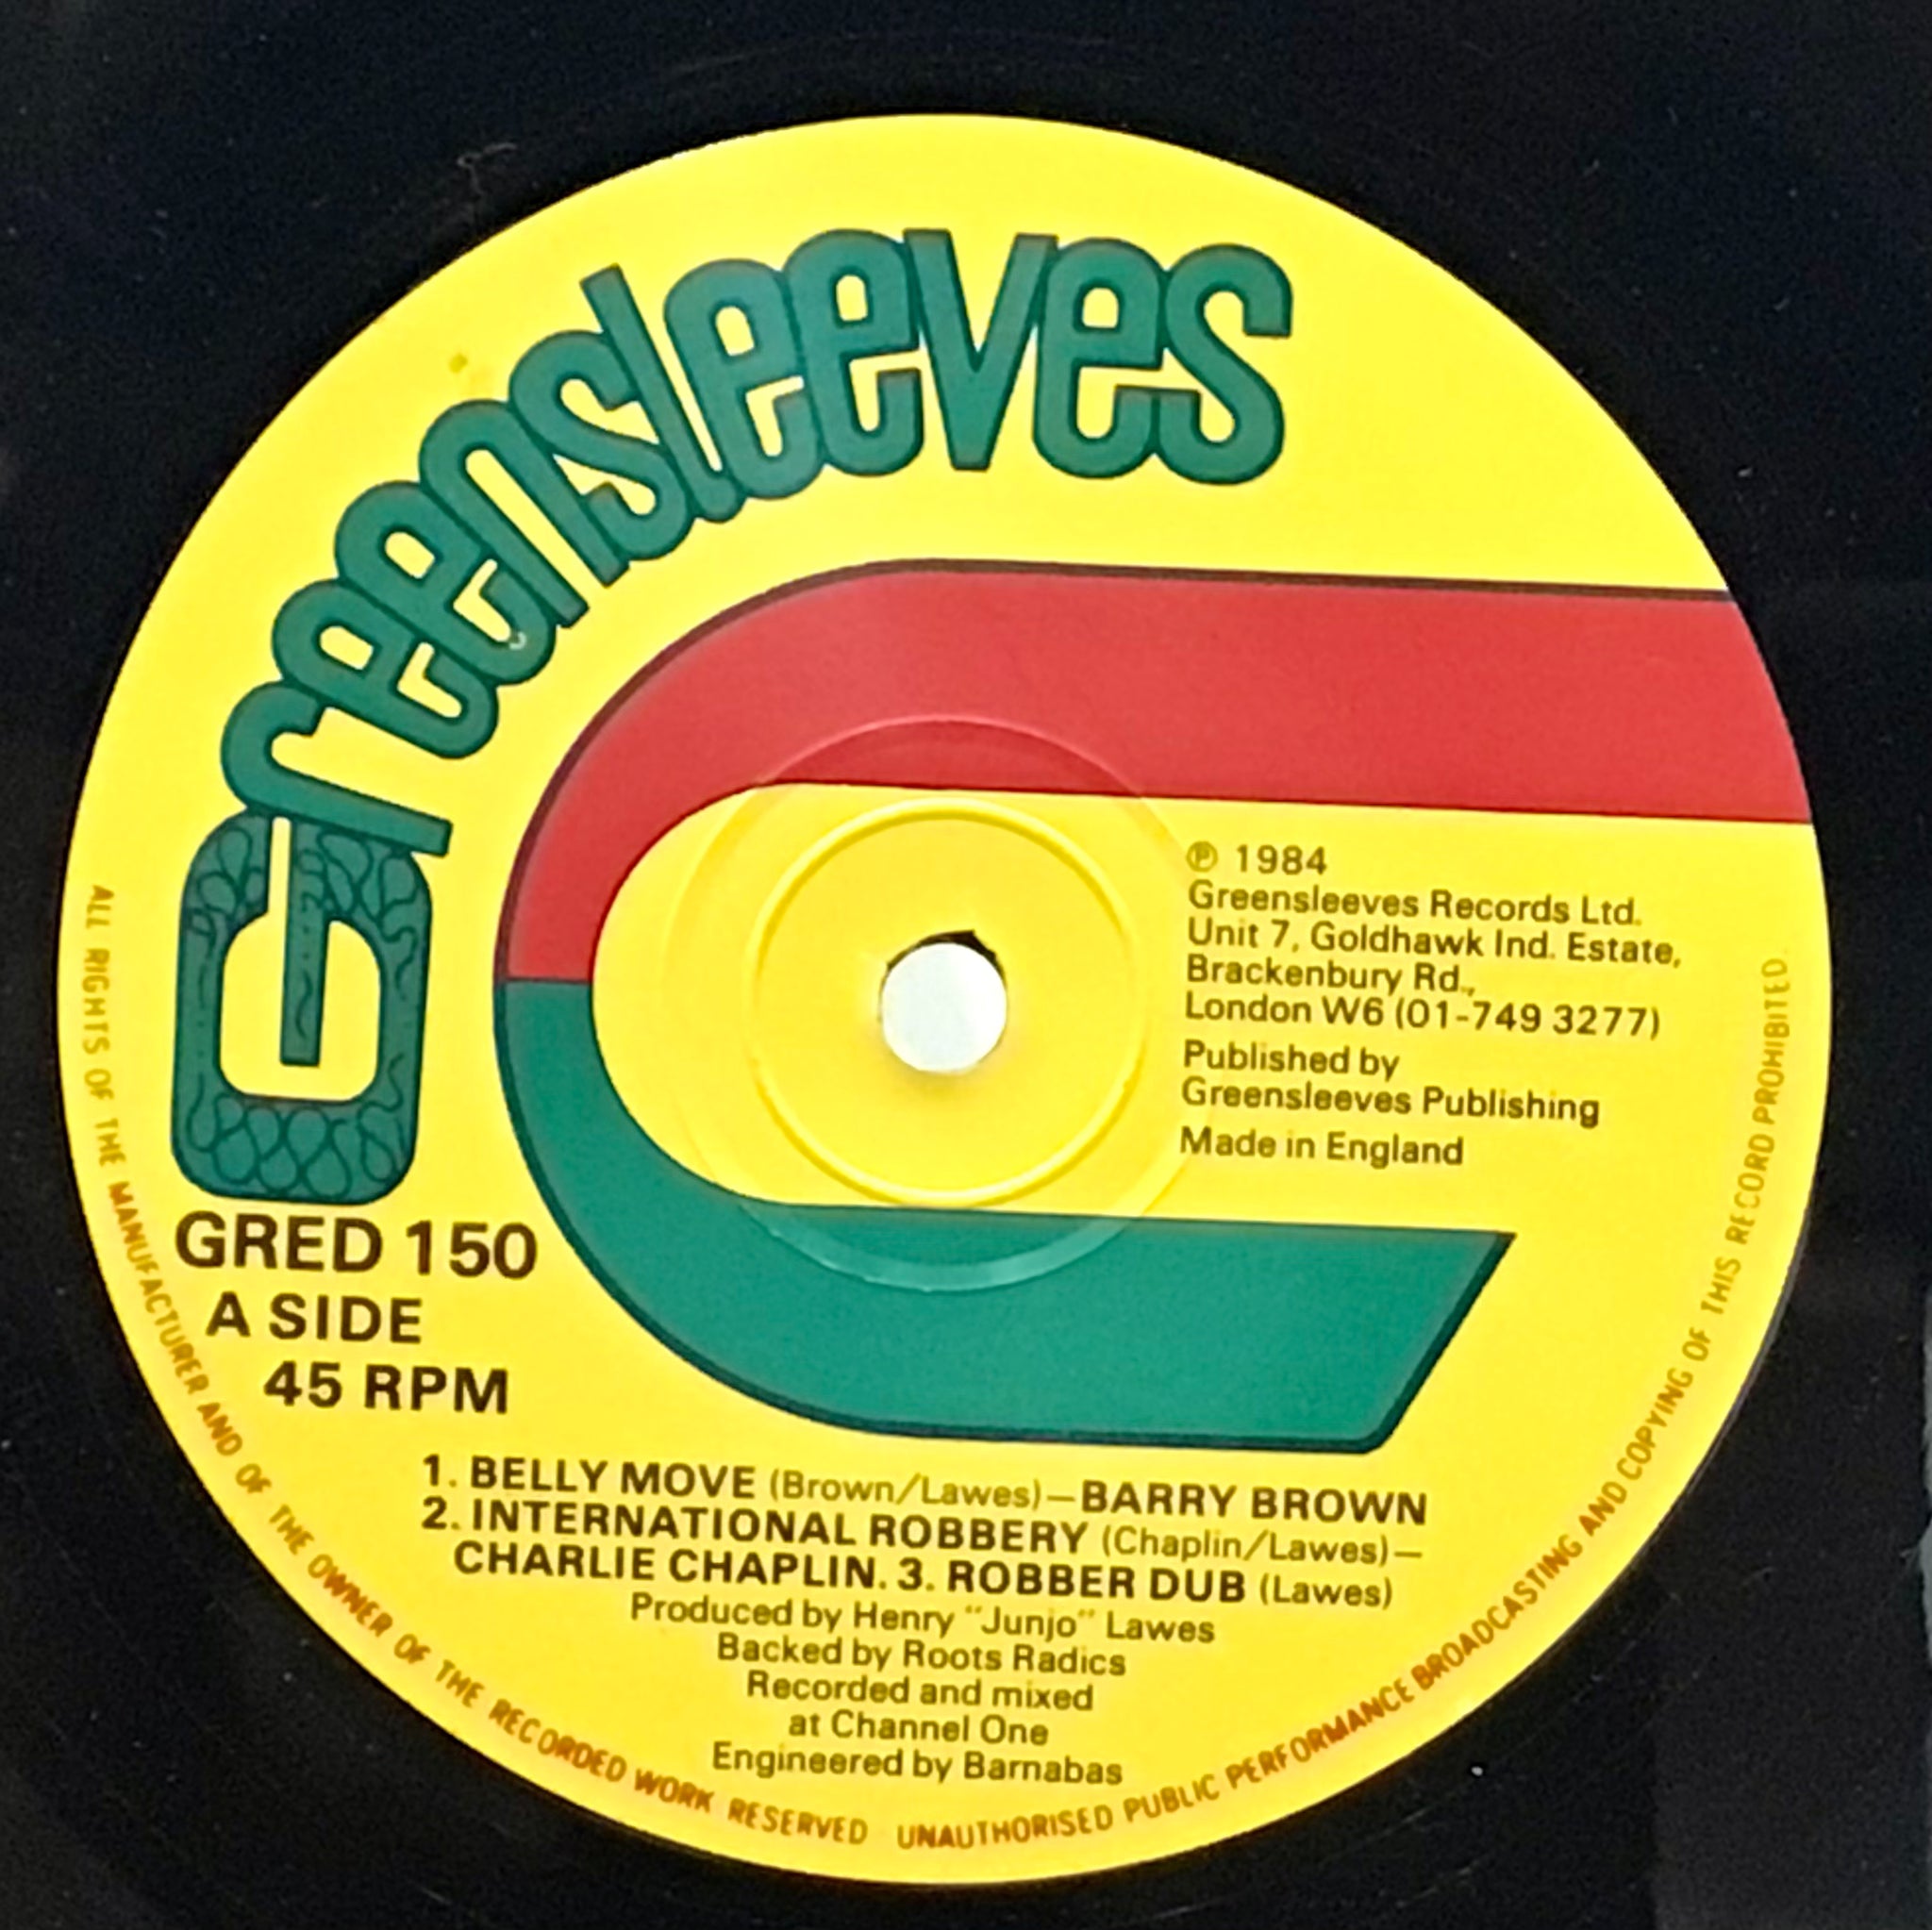 Greensleeves
℗ 1984
Greensleeves Records Ltd.
Unit 7, Goldhawk Ind. Estate,
Brackenbury Rd.,
London W6 (01-749 3277)
Published by
Greensleeves Publishing
Made in England
GRED 150
A SIDE
45 RPM
1. BELLY MOVE (Brown/Lawes)—BARRY BROWN
2. INTERNATIONAL ROBBERY (Chaplin/Lawes)—
CHARLIE CHAPLIN. 3. ROBBER DUB (Lawes)
Produced by Henry "Junjo" Lawes
Backed by Roots Radics
Recorded and mixed
at Channel One
Engineered by Barnabas
ALL RIGHTS OF THE MANUFACTURER AND OF THE OWNER OF THE RECORDED WORK RESERVED UNAUTHORISED PUBLIC PERFORMANCE BROADCASTING AND COPYING OF THIS RECORD PROHIBITED.